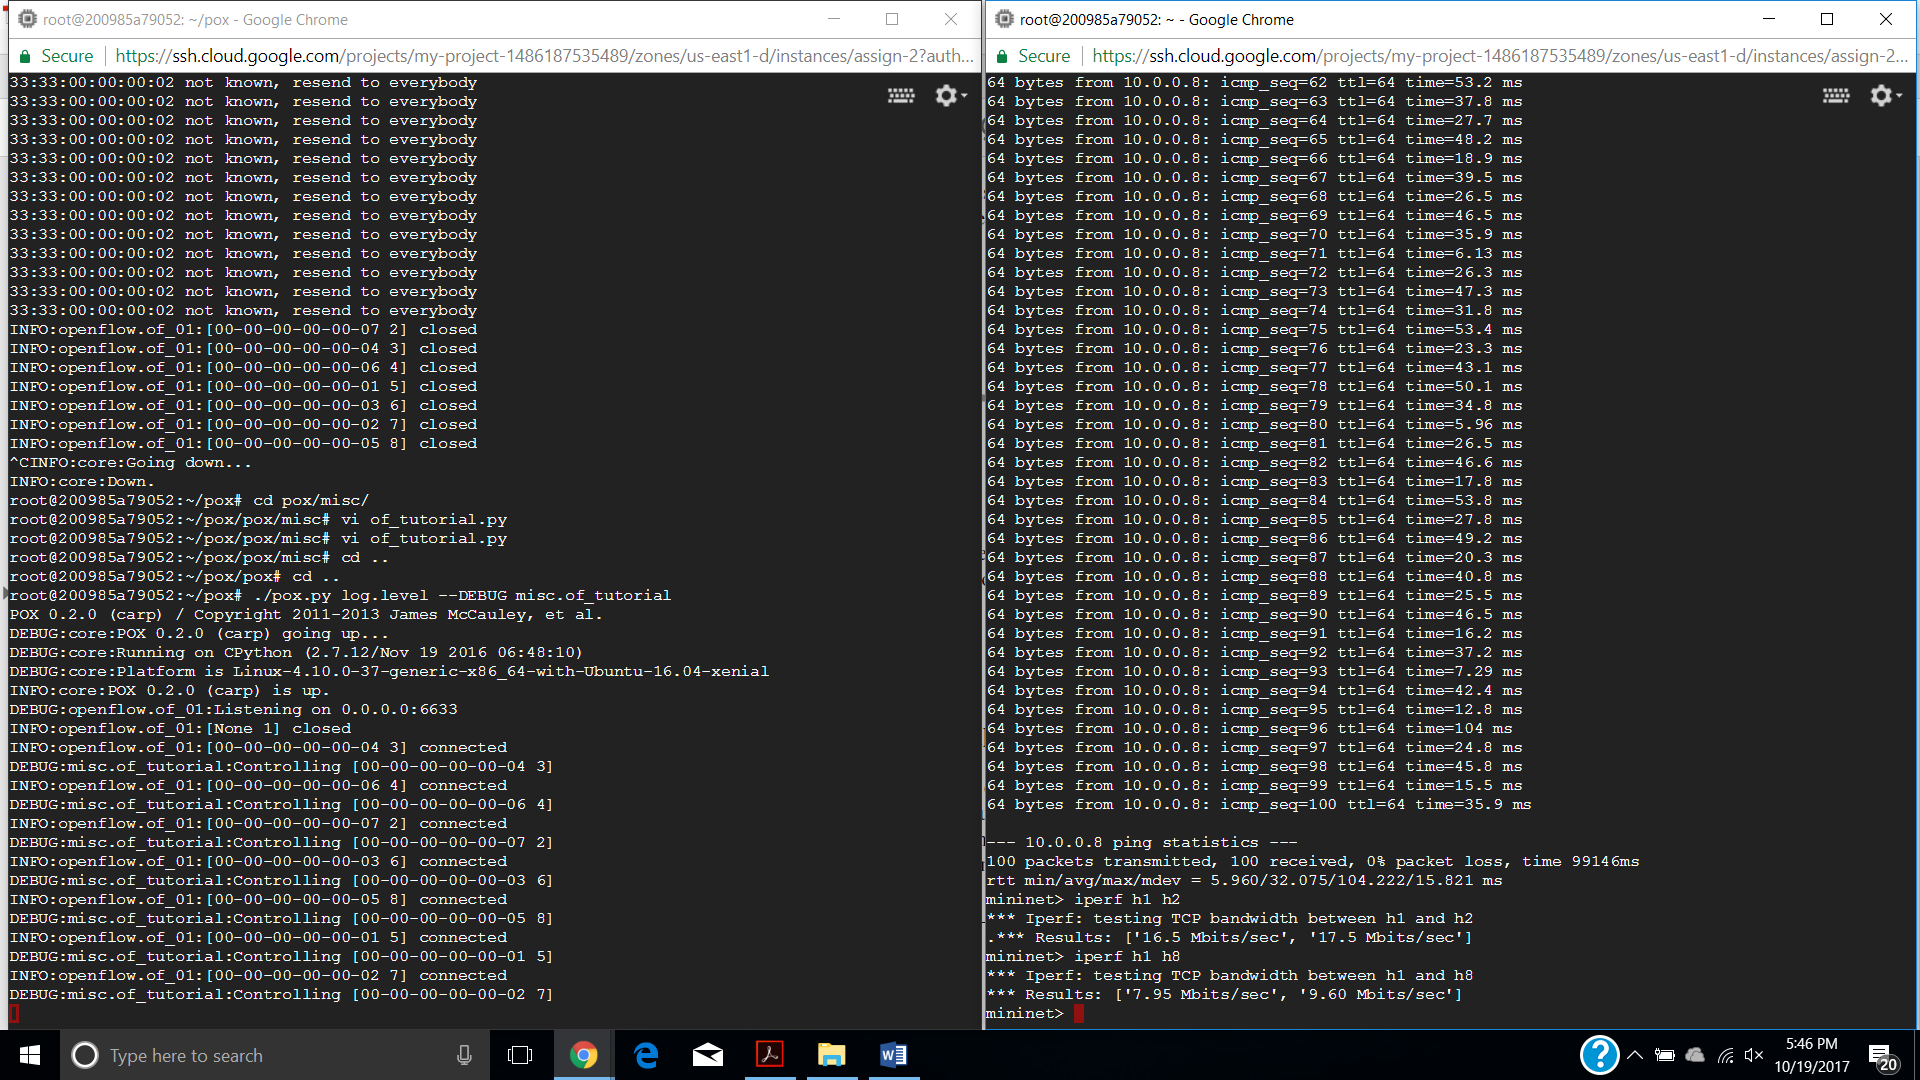 root@200985a79052: ~/pox - Google Chrome
Secure
https://ssh.cloud.google.com/projects/my-project-1486187535489/zones/us-east1-d/instances/assign-2?auth...
33:33:00:00:00:02 not known, resend to everybody
33:33:00:00:00:02 not known, resend to everybody
33:33:00:00:00:02 not known, resend to everybody
33:33:00:00:00:02 not known, resend to everybody
33:33:00:00:00:02 not known, resend to everybody
33:33:00:00:00:02 not known, resend to everybody
33:33:00:00:00:02 not known, resend to everybody
33:33:00:00:00:02 not known, resend to everybody
33:33:00:00:00:02 not known, resend to everybody
33:33:00:00:00:02 not known, resend to everybody
33:33:00:00:00:02 not known, resend to everybody
33:33:00:00:00:02 not known, resend to everybody
33:33:00:00:00:02 not known, resend to everybody
INFO:openflow.of_01:[00-00-00-00-00-07 2] closed
INFO:openflow.of_01:[00-00-00-00-00-04 3] closed
INFO:openflow.of_01:[00-00-00-00-00-06 4] closed
INFO:openflow.of_01:[00-00-00-00-00-01 5] closed
INFO:openflow.of_01:[00-00-00-00-00-03 6] closed
INFO:openflow.of_01:[00-00-00-00-00-02 7] closed
INFO:openflow.of_01:[00-00-00-00-00-05 8] closed
^CINFO:core:Going down...
INFO:core:Down.
root@200985a79052:~/pox# cd pox/misc/
root@200985a79052:~/pox/pox/misc# vi of_tutorial.py
root@200985a79052:~/pox/pox/misc# vi of_tutorial.py
root@200985a79052:~/pox/pox/misc# cd ..
root@200985a79052:~/pox/pox# cd ..
root@200985a79052:~/pox# ./pox.py log.level --DEBUG misc.of_tutorial
POX 0.2.0 (carp) / Copyright 2011-2013 James McCauley, et al.
DEBUG:core:POX 0.2.0 (carp) going up...
DEBUG:core:Running on CPython (2.7.12/Nov 19 2016 06:48:10)
DEBUG:core:Platform is Linux-4.10.0-37-generic-x86_64-with-Ubuntu-16.04-xenial
INFO:core:POX 0.2.0 (carp) is up.
DEBUG:openflow.of_01:Listening on 0.0.0.0:6633
INFO:openflow.of_01:[None 1] closed
INFO:openflow.of_01:[00-00-00-00-00-04 3] connected
DEBUG:misc.of_tutorial:Controlling [00-00-00-00-00-04 3]
INFO:openflow.of_01:[00-00-00-00-00-06 4] connected
DEBUG:misc.of_tutorial:Controlling [00-00-00-00-00-06 4]
INFO:openflow.of_01:[00-00-00-00-00-07 2] connected
DEBUG:misc.of_tutorial:Controlling [00-00-00-00-00-07 2]
INFO:openflow.of_01:[00-00-00-00-00-03 6] connected
DEBUG:misc.of_tutorial:Controlling [00-00-00-00-00-03 6]
INFO:openflow.of_01:[00-00-00-00-00-05 8] connected
DEBUG:misc.of_tutorial:Controlling [00-00-00-00-00-05 8]
INFO:openflow.of_01:[00-00-00-00-00-01 5] connected
DEBUG:misc.of_tutorial:Controlling [00-00-00-00-00-01 5]
INFO:openflow.of_01:[00-00-00-00-00-02 7] connected
DEBUG:misc.of_tutorial:Controlling [00-00-00-00-00-02 7]
root@200985a79052: ~ - Google Chrome
Secure
https://ssh.cloud.google.com/projects/my-project-1486187535489/zones/us-east1-d/instances/assign-2...
64 bytes from 10.0.0.8: icmp_seq=62 ttl=64 time=53.2 ms
64 bytes from 10.0.0.8: icmp_seq=63 ttl=64 time=37.8 ms
64 bytes from 10.0.0.8: icmp_seq=64 ttl=64 time=27.7 ms
64 bytes from 10.0.0.8: icmp_seq=65 ttl=64 time=48.2 ms
64 bytes from 10.0.0.8: icmp_seq=66 ttl=64 time=18.9 ms
64 bytes from 10.0.0.8: icmp_seq=67 ttl=64 time=39.5 ms
64 bytes from 10.0.0.8: icmp_seq=68 ttl=64 time=26.5 ms
64 bytes from 10.0.0.8: icmp_seq=69 ttl=64 time=46.5 ms
64 bytes from 10.0.0.8: icmp_seq=70 ttl=64 time=35.9 ms
64 bytes from 10.0.0.8: icmp_seq=71 ttl=64 time=6.13 ms
64 bytes from 10.0.0.8: icmp_seq=72 ttl=64 time=26.3 ms
64 bytes from 10.0.0.8: icmp_seq=73 ttl=64 time=47.3 ms
64 bytes from 10.0.0.8: icmp_seq=74 ttl=64 time=31.8 ms
64 bytes from 10.0.0.8: icmp_seq=75 ttl=64 time=53.4 ms
64 bytes from 10.0.0.8: icmp_seq=76 ttl=64 time=23.3 ms
64 bytes from 10.0.0.8: icmp_seq=77 ttl=64 time=43.1 ms
64 bytes from 10.0.0.8: icmp_seq=78 ttl=64 time=50.1 ms
64 bytes from 10.0.0.8: icmp_seq=79 ttl=64 time=34.8 ms
64 bytes from 10.0.0.8: icmp_seq=80 ttl=64 time=5.96 ms
64 bytes from 10.0.0.8: icmp_seq=81 ttl=64 time=26.5 ms
64 bytes from 10.0.0.8: icmp_seq=82 ttl=64 time=46.6 ms
64 bytes from 10.0.0.8: icmp_seq=83 ttl=64 time=17.8 ms
64 bytes from 10.0.0.8: icmp_seq=84 ttl=64 time=53.8 ms
64 bytes from 10.0.0.8: icmp_seq=85 ttl=64 time=27.8 ms
64 bytes from 10.0.0.8: icmp_seq=86 ttl=64 time=49.2 ms
64 bytes from 10.0.0.8: icmp_seq=87 ttl=64 time=20.3 ms
64 bytes from 10.0.0.8: icmp_seq=88 ttl=64 time=40.8 ms
64 bytes from 10.0.0.8: icmp_seq=89 ttl=64 time=25.5 ms
64 bytes from 10.0.0.8: icmp_seq=90 ttl=64 time=46.5 ms
64 bytes from 10.0.0.8: icmp_seq=91 ttl=64 time=16.2 ms
64 bytes from 10.0.0.8: icmp_seq=92 ttl=64 time=37.2 ms
64 bytes from 10.0.0.8: icmp_seq=93 ttl=64 time=7.29 ms
64 bytes from 10.0.0.8: icmp_seq=94 ttl=64 time=42.4 ms
64 bytes from 10.0.0.8: icmp_seq=95 ttl=64 time=12.8 ms
64 bytes from 10.0.0.8: icmp_seq=96 ttl=64 time=104 ms
64 bytes from 10.0.0.8: icmp_seq=97 ttl=64 time=24.8 ms
64 bytes from 10.0.0.8: icmp_seq=98 ttl=64 time=45.8 ms
64 bytes from 10.0.0.8: icmp_seq=99 ttl=64 time=15.5 ms
64 bytes from 10.0.0.8: icmp_seq=100 ttl=64 time=35.9 ms
--- 10.0.0.8 ping statistics ---
100 packets transmitted, 100 received, 0% packet loss, time 99146ms
rtt min/avg/max/mdev = 5.960/32.075/104.222/15.821 ms
mininet> iperf h1 h2
*** Iperf: testing TCP bandwidth between h1 and h2
.*** Results: ['16.5 Mbits/sec', '17.5 Mbits/sec']
mininet> iperf h1 h8
*** Iperf: testing TCP bandwidth between h1 and h8
*** Results: ['7.95 Mbits/sec', '9.60 Mbits/sec']
mininet>
Type here to search
5:46 PM
10/19/2017
20